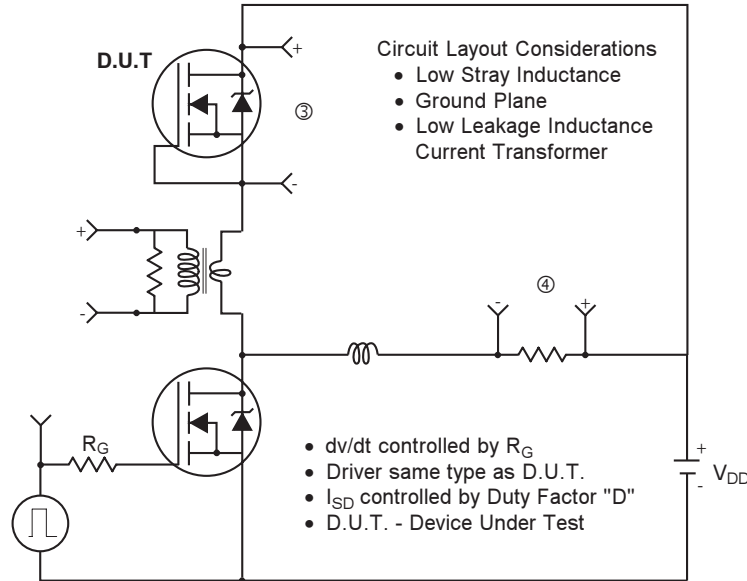 D.U.T
+
③
-
Circuit Layout Considerations
• Low Stray Inductance
• Ground Plane
• Low Leakage Inductance
Current Transformer
+
-
④
-
+
R_G
• dv/dt controlled by R_G
• Driver same type as D.U.T.
• I_SD controlled by Duty Factor "D"
• D.U.T. - Device Under Test
+
V_DD
-